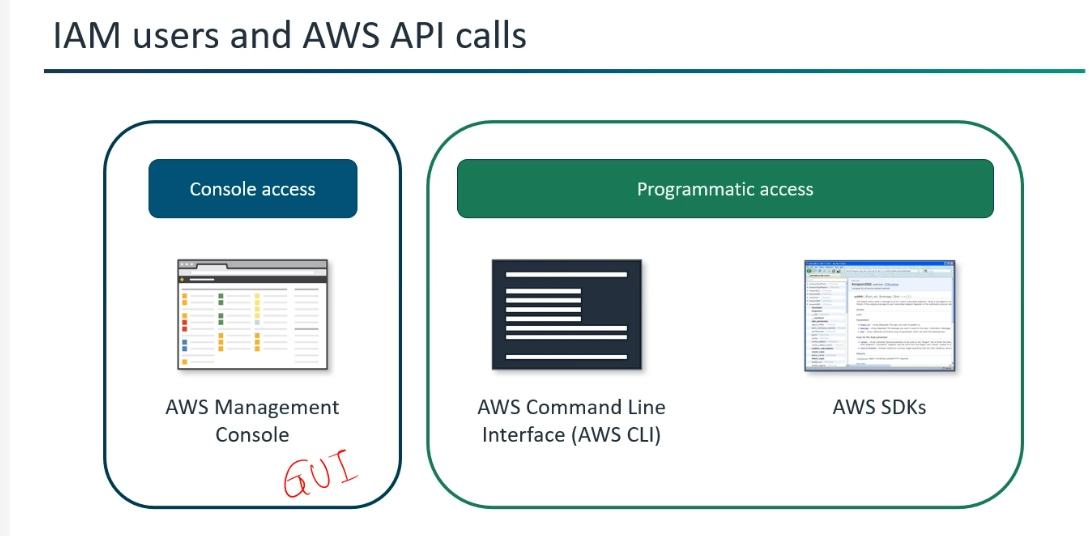 IAM users and AWS API calls
Console access
Programmatic access
AWS Management
Console
GUI
AWS Command Line
Interface (AWS CLI)
AWS SDKs